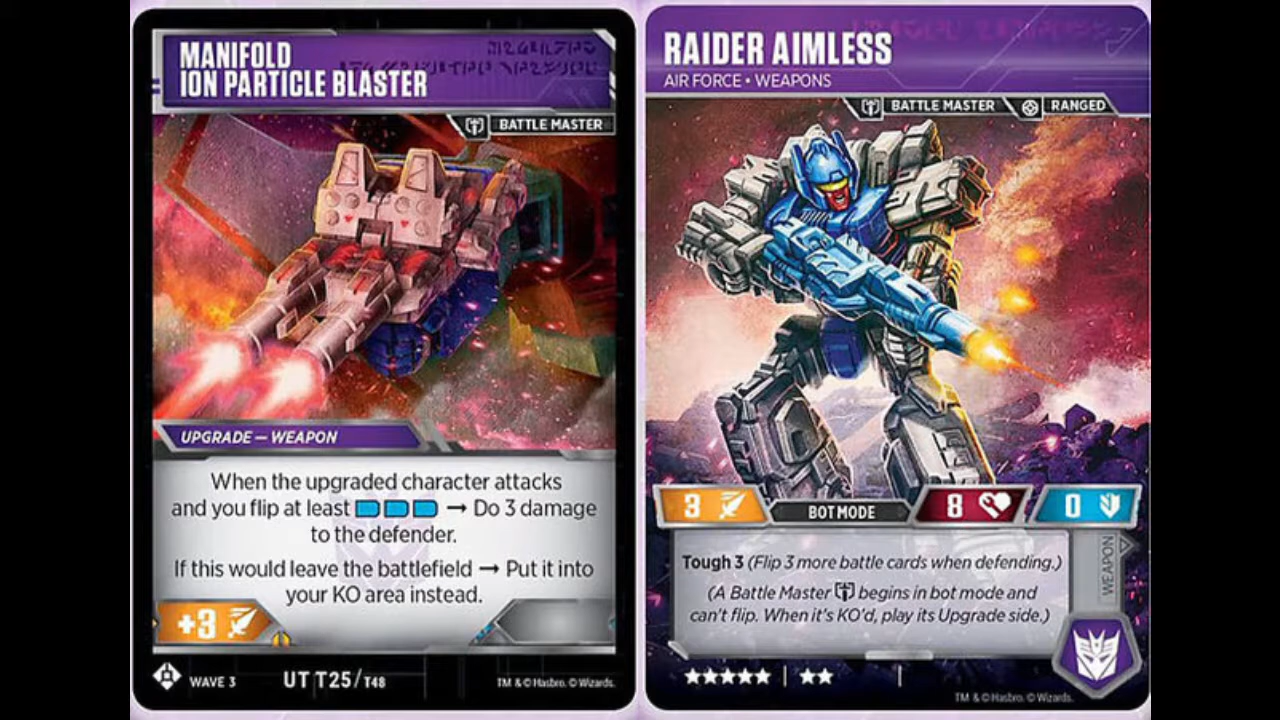 MANIFOLD
ION PARTICLE BLASTER
BATTLE MASTER
UPGRADE — WEAPON
When the upgraded character attacks
and you flip at least → Do 3 damage
to the defender.
If this would leave the battlefield → Put it into
your KO area instead.
+3
WAVE 3
UT T25/T48
TM & © Hasbro. © Wizards.
RAIDER AIMLESS
AIR FORCE • WEAPONS
BATTLE MASTER
RANGED
3
BOT MODE
8
0
Tough 3 (Flip 3 more battle cards when defending.)
(A Battle Master begins in bot mode and
can't flip. When it's KO'd, play its Upgrade side.)
WEAPON
★★★★★ | ★★ |
TM & © Hasbro. © Wizards.